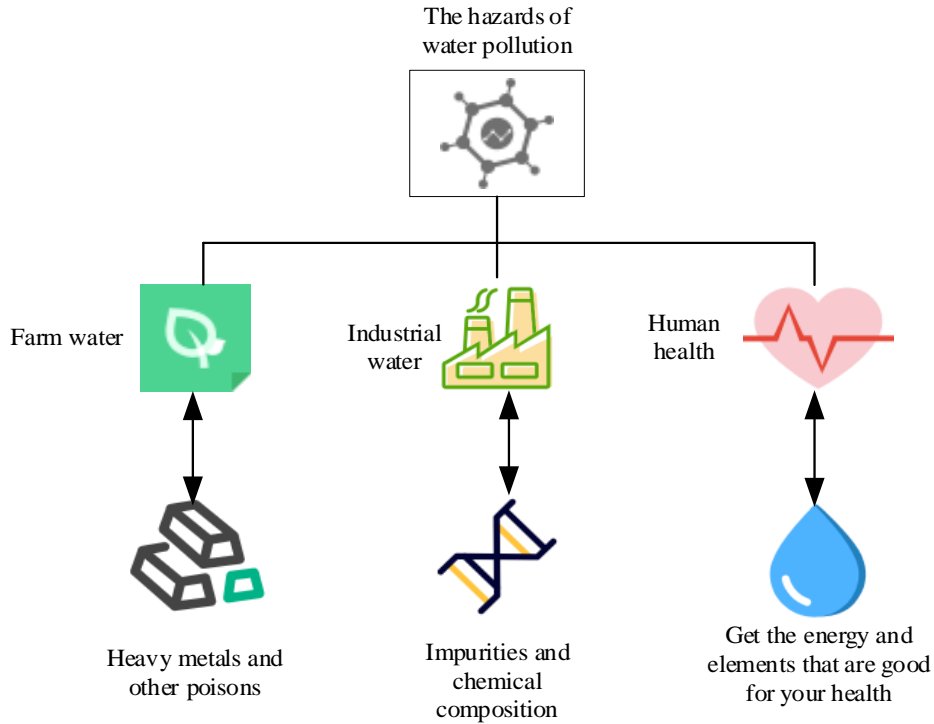 The hazards of
water pollution
Farm water
Industrial
water
Human
health
Heavy metals and
other poisons
Impurities and
chemical
composition
Get the energy and
elements that are good
for your health